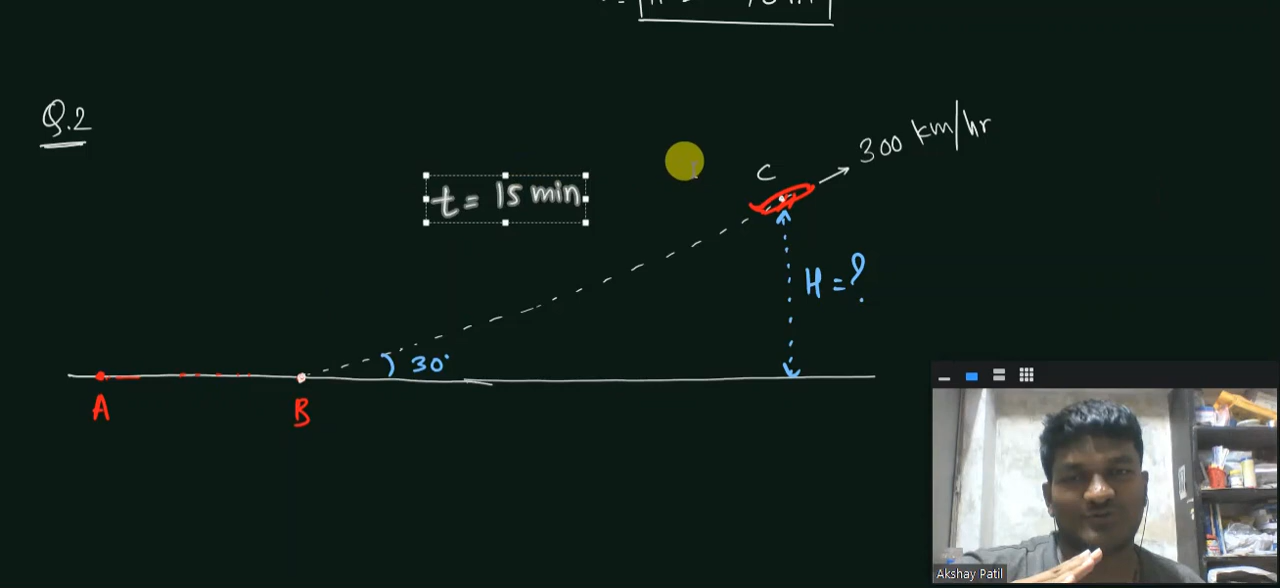 Q.2
t = 15 min
C
300 km/hr
H = ?
30°
A
B
Akshay Patil